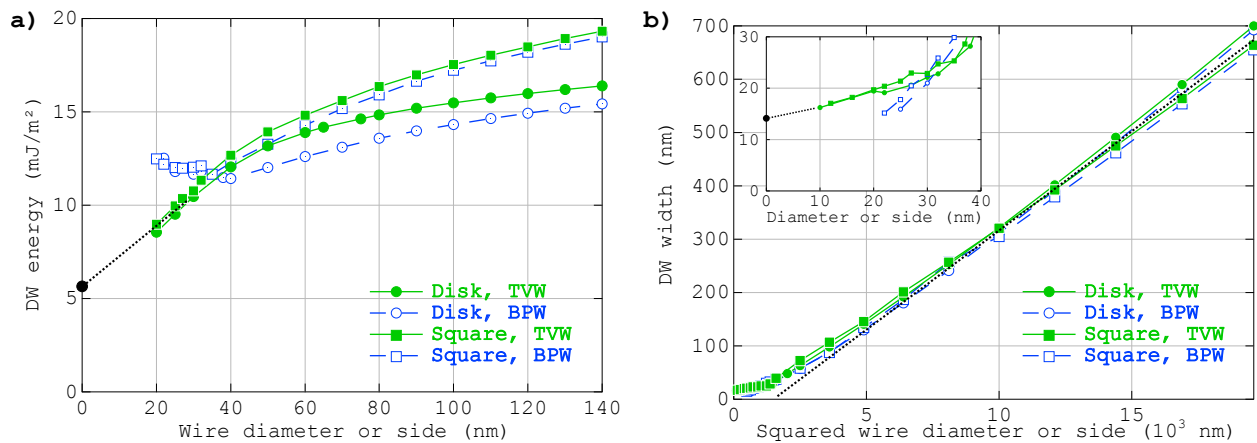 a)
20
15
10
5
0
DW energy (mJ/m²)
0 20 40 60 80 100 120 140
Wire diameter or side (nm)
Disk, TVW
Disk, BPW
Square, TVW
Square, BPW
b)
700
600
500
400
300
200
100
0
DW width (nm)
0 5 10 15
Squared wire diameter or side (10³ nm)
30
20
10
0
0 10 20 30 40
Diameter or side (nm)
Disk, TVW
Disk, BPW
Square, TVW
Square, BPW